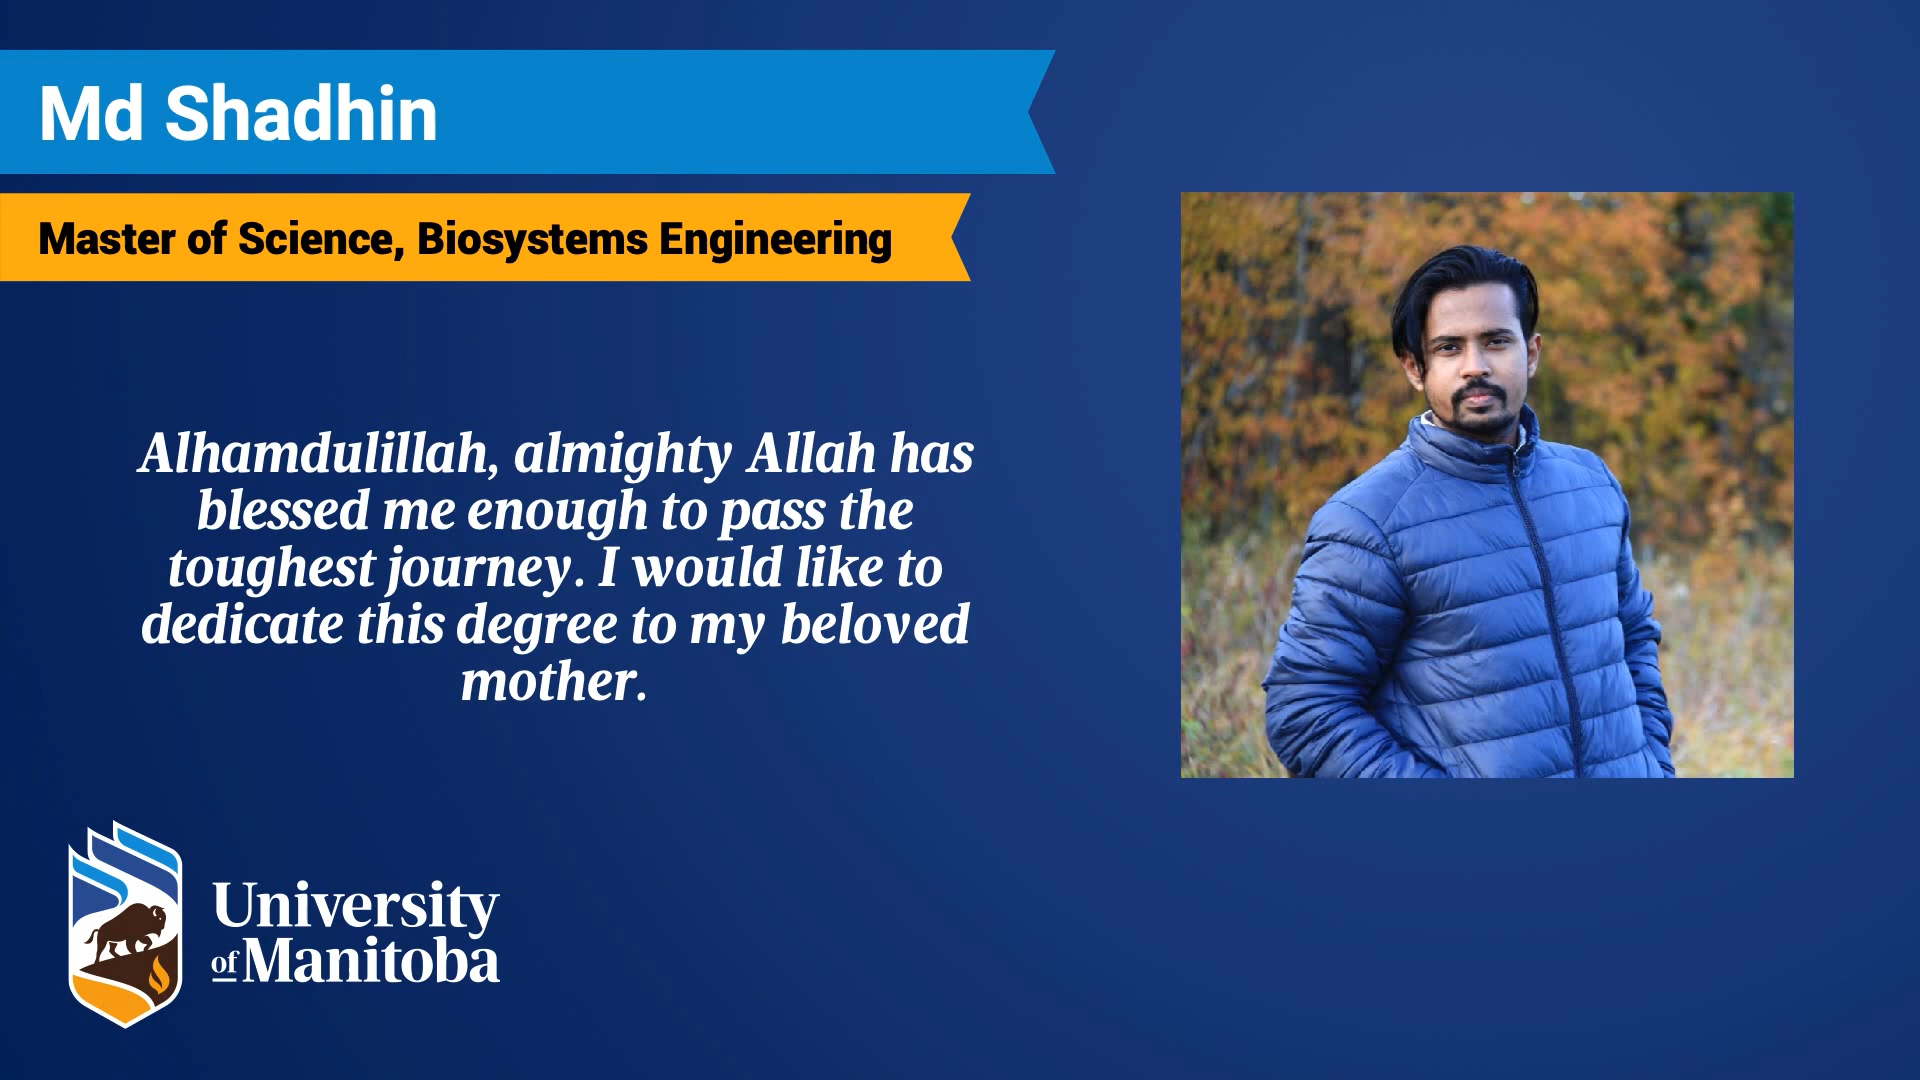 Md Shadhin
Master of Science, Biosystems Engineering
Alhamdulillah, almighty Allah has
blessed me enough to pass the
toughest journey. I would like to
dedicate this degree to my beloved
mother.
University
of Manitoba